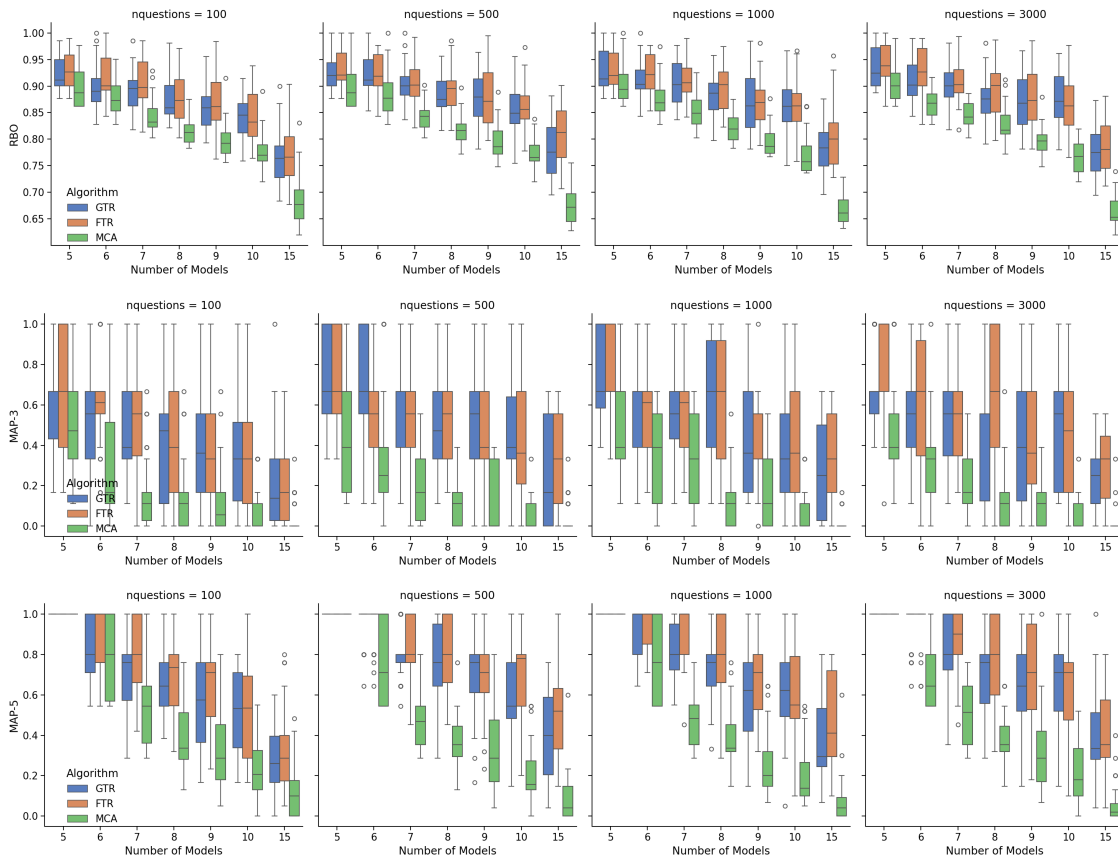 nquestions = 100
nquestions = 500
nquestions = 1000
nquestions = 3000
1.00
0.95
0.90
0.85
0.80
0.75
0.70
0.65
RBO
Algorithm
GTR
FTR
MCA
5 6 7 8 9 10 15
5 6 7 8 9 10 15
5 6 7 8 9 10 15
5 6 7 8 9 10 15
Number of Models
Number of Models
Number of Models
Number of Models
nquestions = 100
nquestions = 500
nquestions = 1000
nquestions = 3000
1.0
0.8
0.6
0.4
0.2
0.0
MAP-3
Algorithm
GTR
FTR
MCA
5 6 7 8 9 10 15
5 6 7 8 9 10 15
5 6 7 8 9 10 15
5 6 7 8 9 10 15
Number of Models
Number of Models
Number of Models
Number of Models
nquestions = 100
nquestions = 500
nquestions = 1000
nquestions = 3000
1.0
0.8
0.6
0.4
0.2
0.0
MAP-5
Algorithm
GTR
FTR
MCA
5 6 7 8 9 10 15
5 6 7 8 9 10 15
5 6 7 8 9 10 15
5 6 7 8 9 10 15
Number of Models
Number of Models
Number of Models
Number of Models